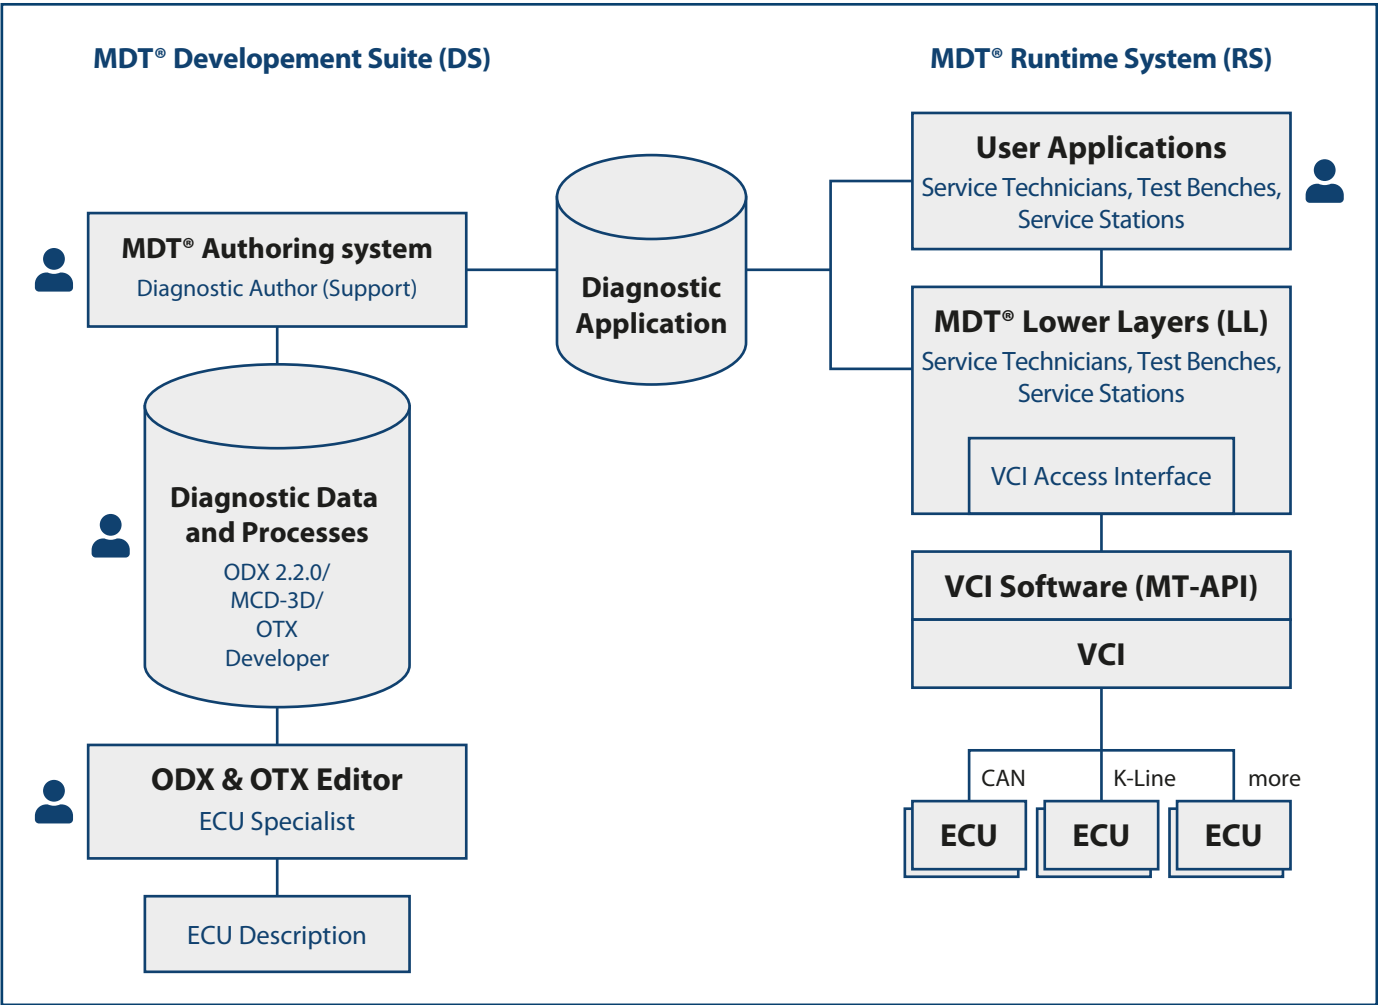 MDT® Developement Suite (DS)
MDT® Authoring system
Diagnostic Author (Support)
Diagnostic Data
and Processes
ODX 2.2.0/
MCD-3D/
OTX
Developer
ODX & OTX Editor
ECU Specialist
ECU Description
Diagnostic
Application
MDT® Runtime System (RS)
User Applications
Service Technicians, Test Benches,
Service Stations
MDT® Lower Layers (LL)
Service Technicians, Test Benches,
Service Stations
VCI Access Interface
VCI Software (MT-API)
VCI
CAN
K-Line
more
ECU
ECU
ECU